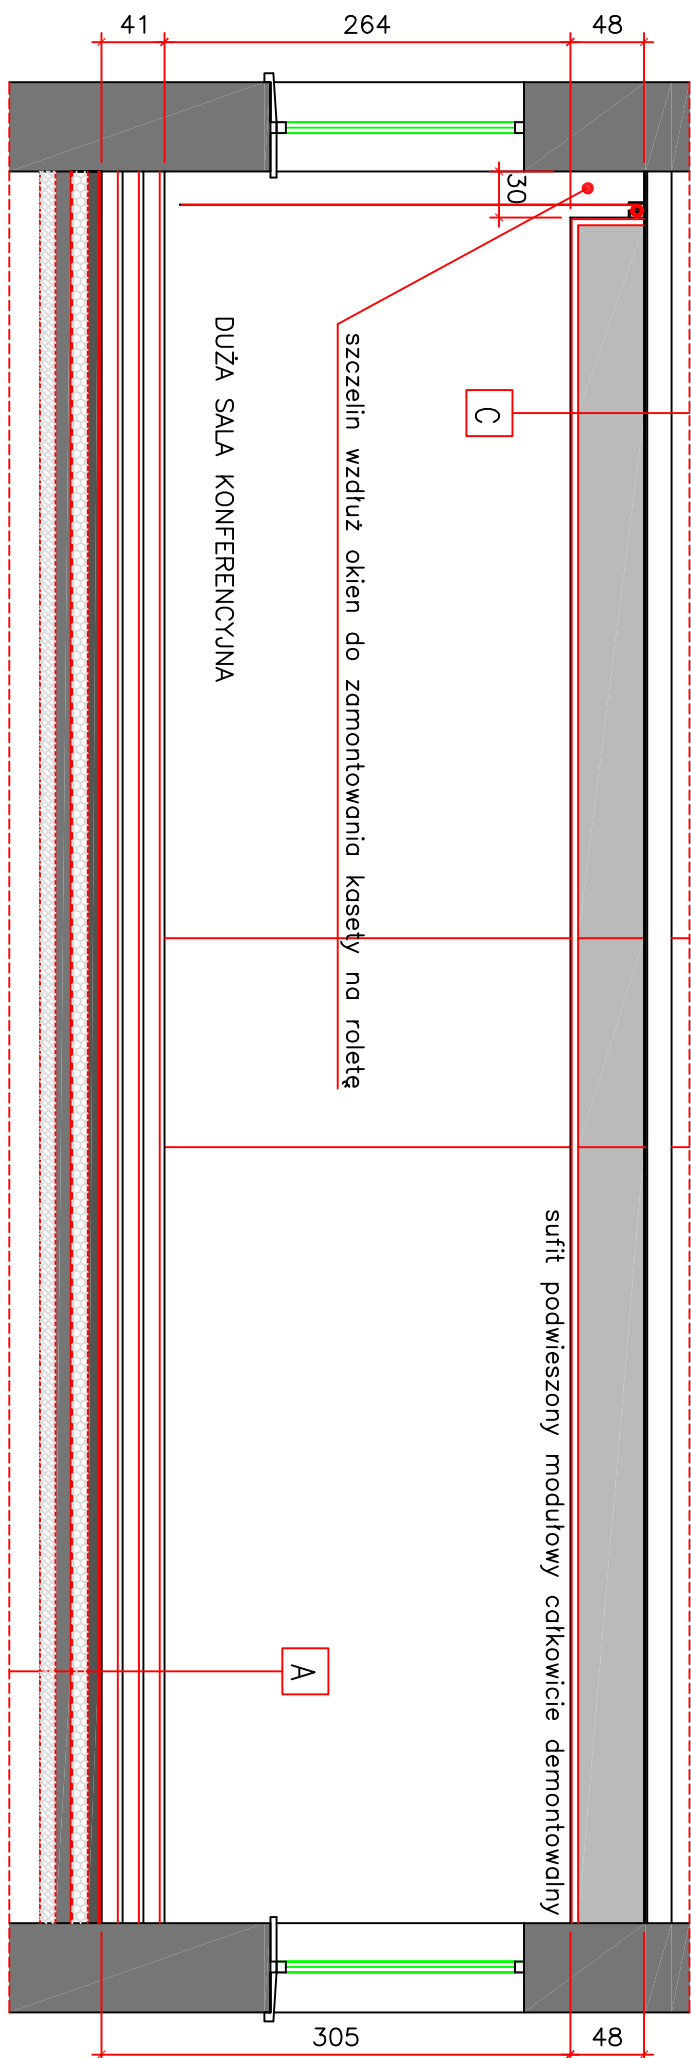 41
264
48
30
C
szczelin wzdłuż okien do zamontowania kasety na roletę
DUŻA SALA KONFERENCYJNA
sufit podwieszony modułowy całkowicie demontowalny
A
305
48